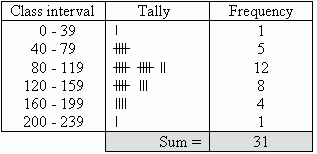 Class interval Tally Frequency
0 - 39 | 1
40 - 79 5
80 - 119 || 12
120 - 159 ||| 8
160 - 199 |||| 4
200 - 239 | 1
Sum = 31